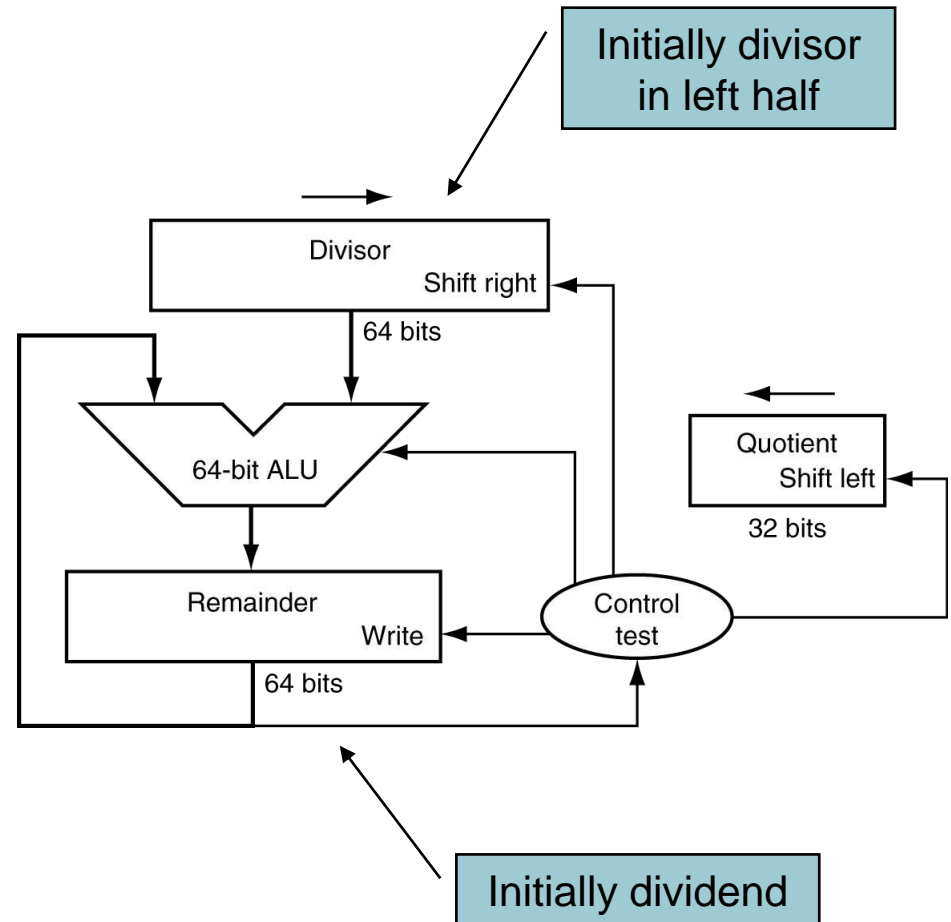 Initially divisor
in left half
Divisor
Shift right
64 bits
64-bit ALU
Quotient
Shift left
32 bits
Remainder
Write
Control
test
64 bits
Initially dividend